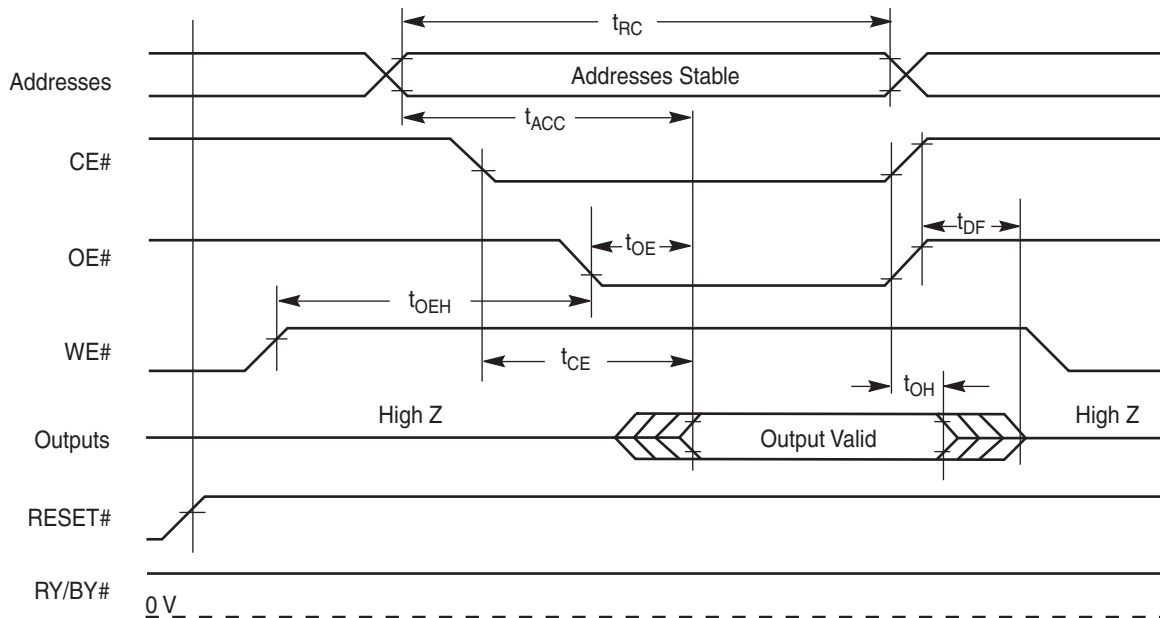 tRC
Addresses
Addresses Stable
tACC
CE#
tDF
OE#
tOE
tOEH
WE#
tCE
tOH
High Z
High Z
Outputs
Output Valid
RESET#
RY/BY#
0 V